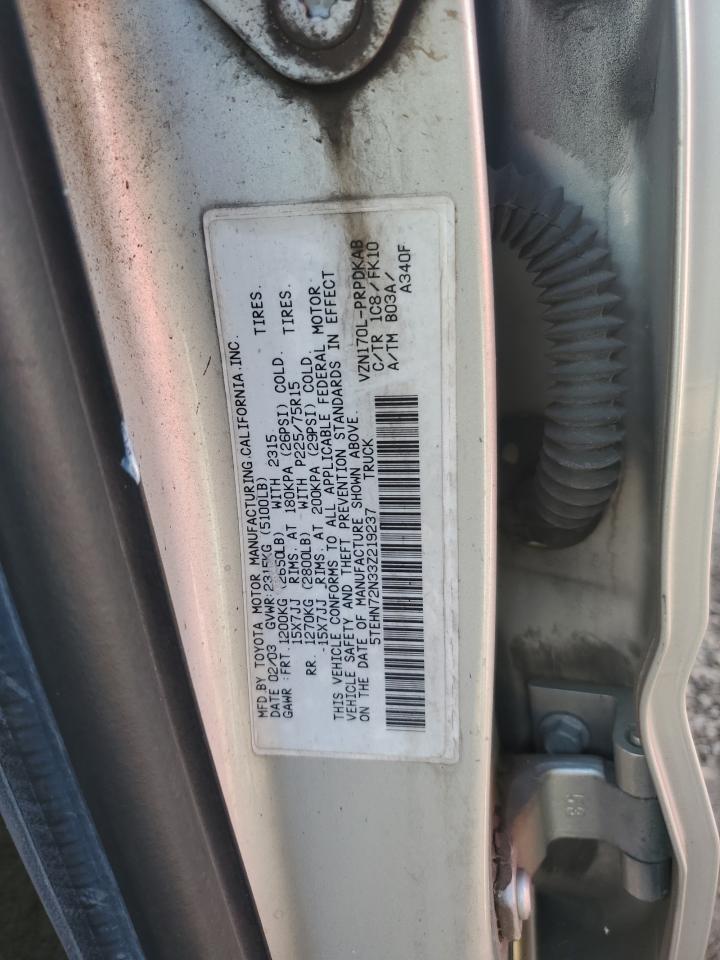 MFD BY TOYOTA MOTOR MANUFACTURING CALIFORNIA, INC.
DATE 02/03 GVWR:2315KG (5100LB)
GAWR :FRT.1200KG (2650LB) WITH 2315 TIRES.
15X7JJ RIMS. AT 180KPA (26PSI) COLD.
RR. 1270KG (2800LB) WITH P225/75R15 TIRES.
15X7JJ RIMS. AT 200KPA (29PSI) COLD.
THIS VEHICLE CONFORMS TO ALL APPLICABLE FEDERAL MOTOR
VEHICLE SAFETY AND THEFT PREVENTION STANDARDS IN EFFECT
ON THE DATE OF MANUFACTURE SHOWN ABOVE.
5TEHN72N33Z219237 TRUCK
VZN170L-PRPDKAB
C/TR 1C8/FK10
A/TM B03A/
A340F